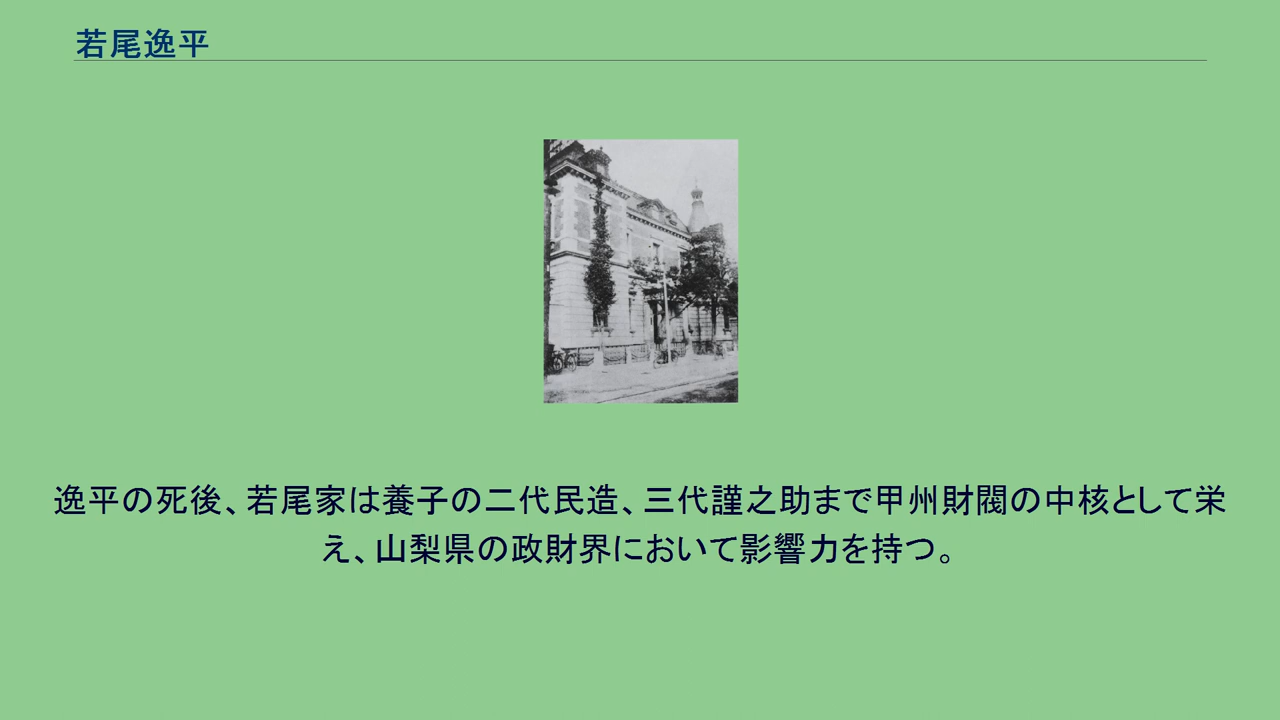 若尾逸平
逸平の死後、若尾家は養子の二代民造、三代謹之助まで甲州財閥の中核として栄
え、山梨県の政財界において影響力を持つ。